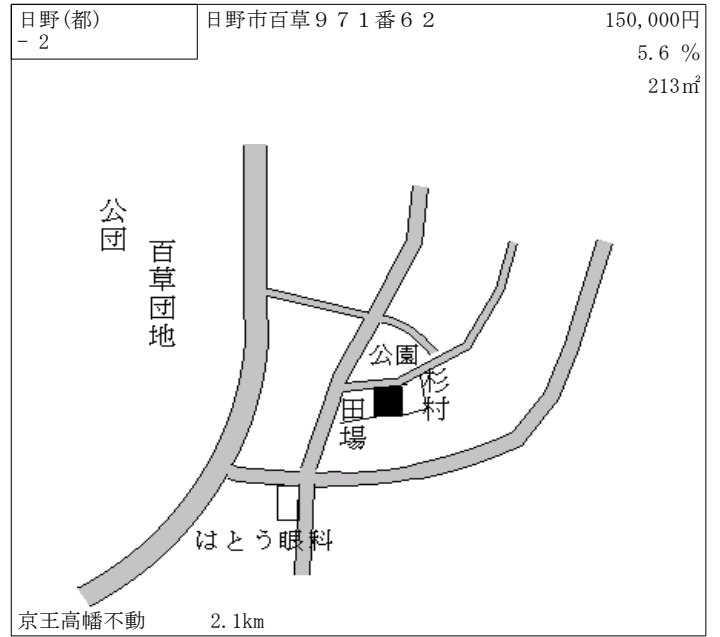 日野(都)
- 2
日野市百草９７１番６２
150,000円
5.6 %
213㎡
公団
百草団地
公園
杉村
田場
はとう眼科
京王高幡不動 2.1km